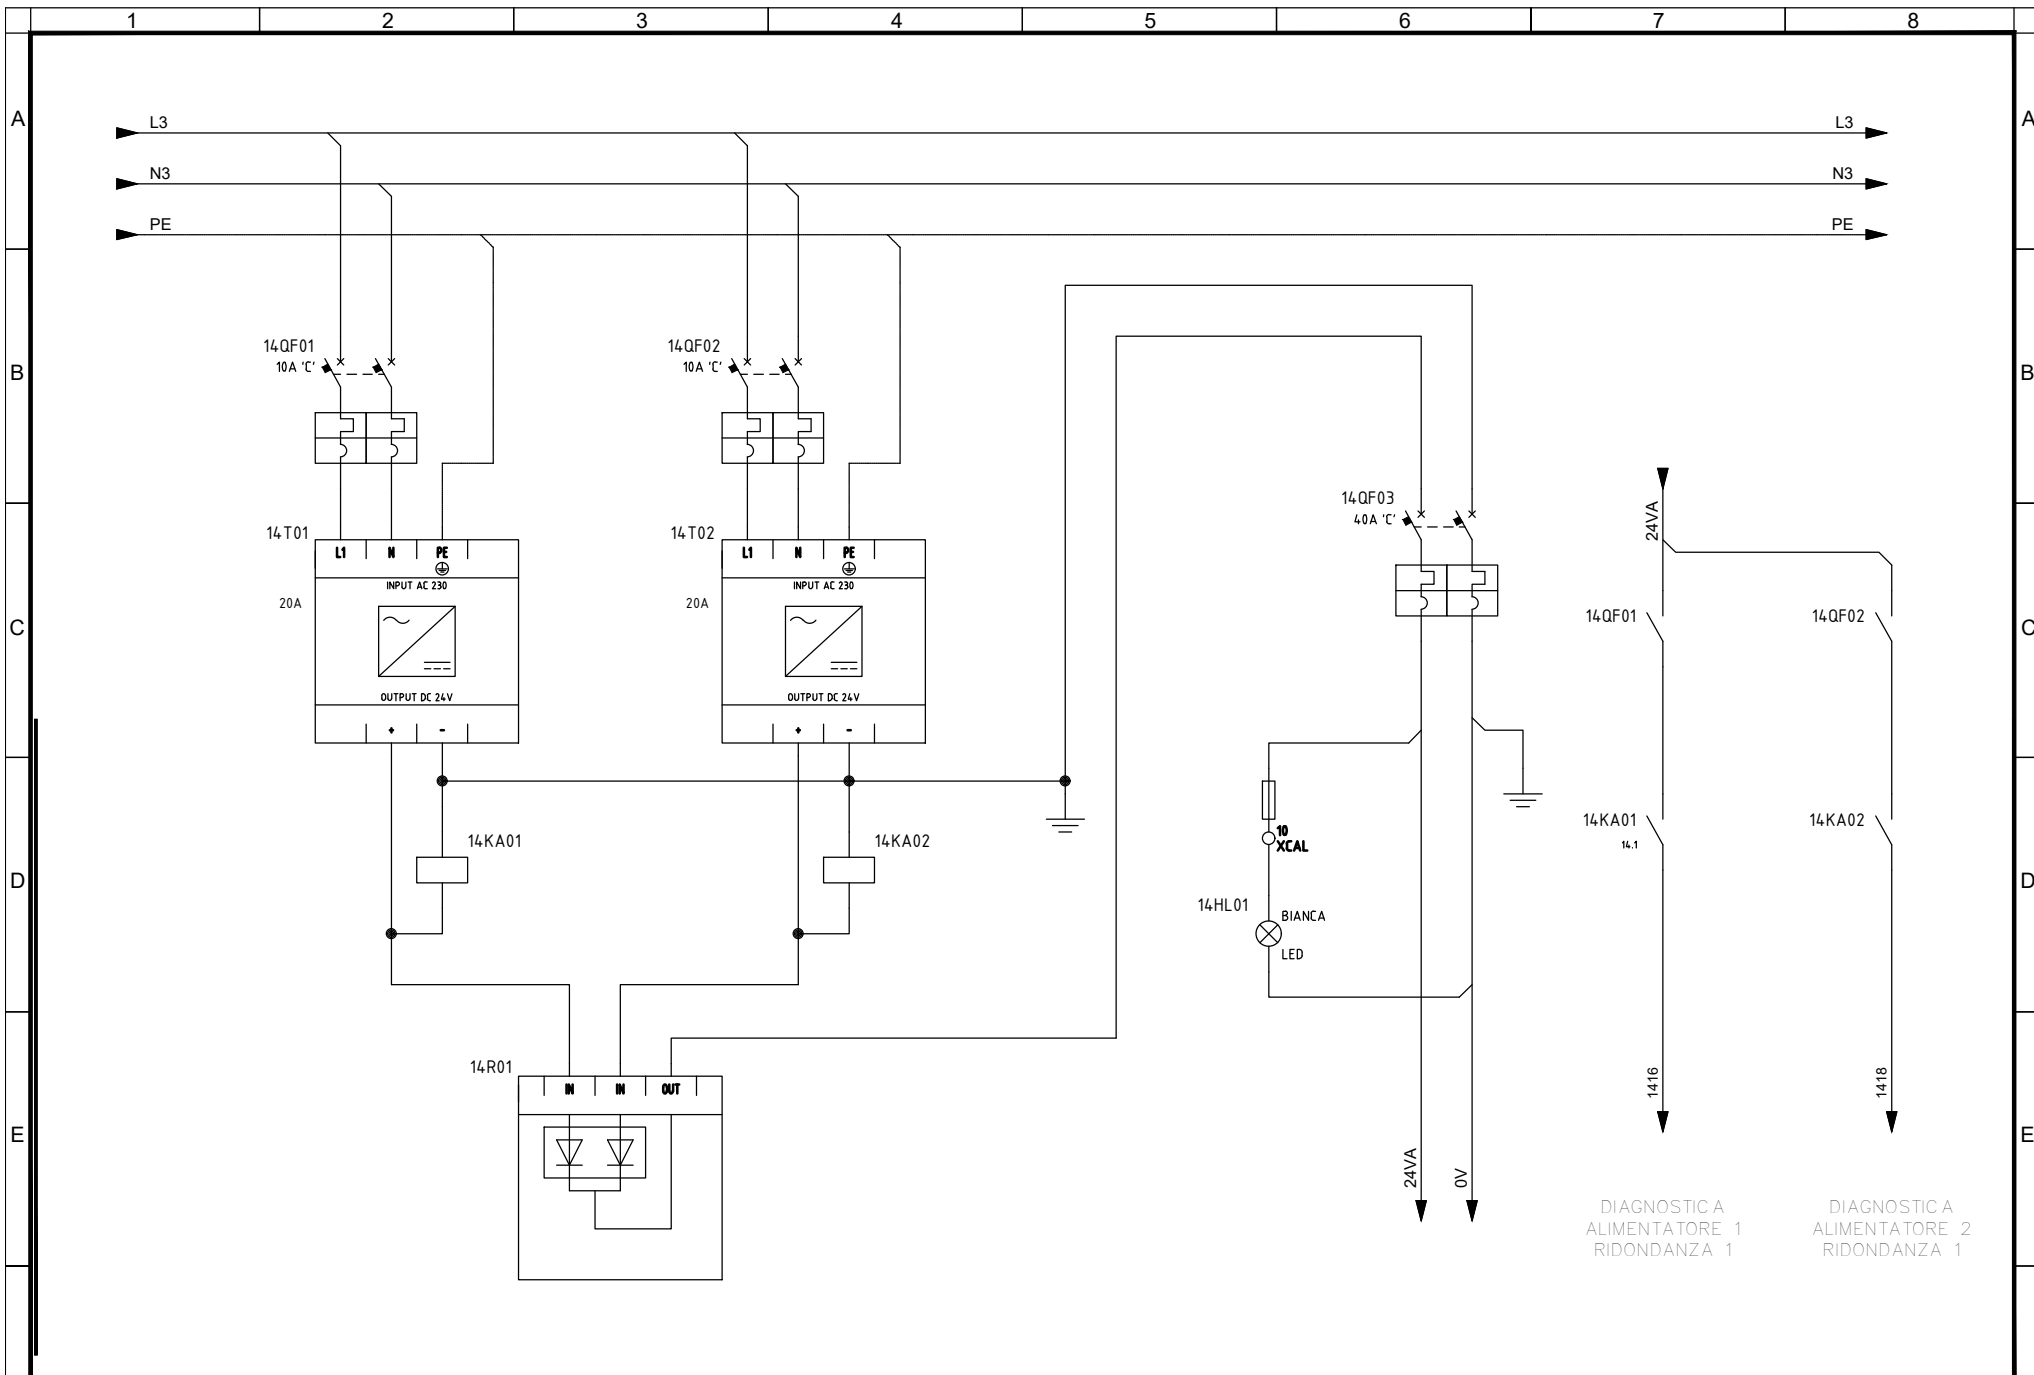 1 2 3 4 5 6 7 8
A A
L3 L3
N3 N3
PE PE
B B
14QF01
10A 'C'
14QF02
10A 'C'
14QF03
40A 'C'
24VA
14T01
L1 N PE
INPUT AC 230
20A
OUTPUT DC 24V
+ -
14T02
L1 N PE
INPUT AC 230
20A
OUTPUT DC 24V
+ -
C C
14QF01
14QF02
14KA01
14KA02
10
XCAL
14KA01
14.1
14KA02
D D
14HL01
BIANCA
LED
14R01
IN IN OUT
1416
1418
E E
24VA
0V
DIAGNOSTICA
ALIMENTATORE 1
RIDONDANZA 1
DIAGNOSTICA
ALIMENTATORE 2
RIDONDANZA 1